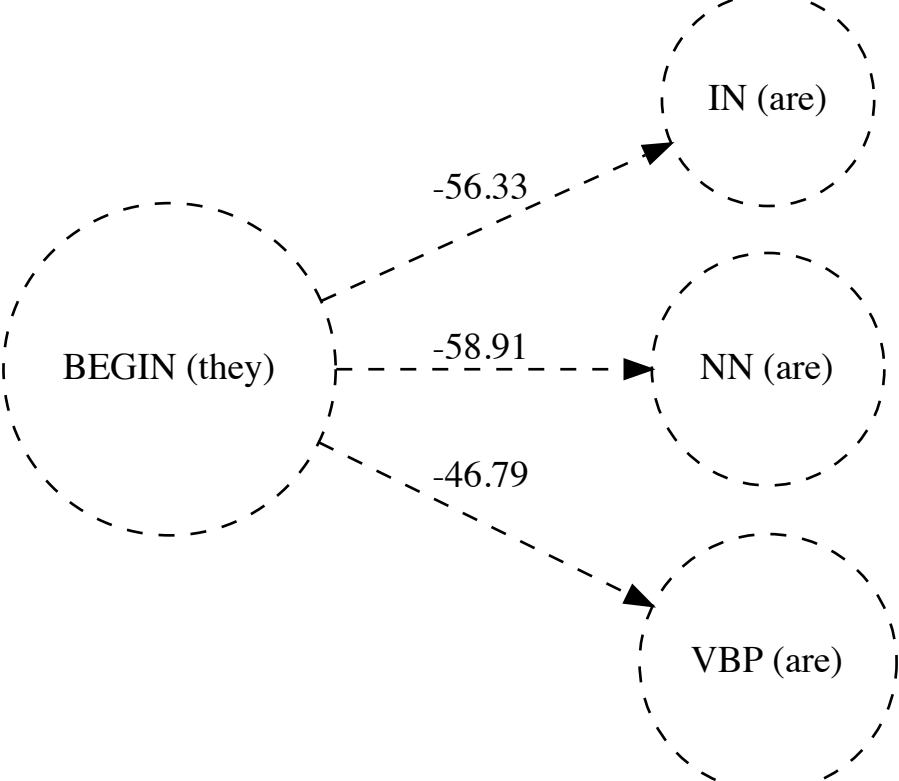 IN (are)
-56.33
-58.91
BEGIN (they)
NN (are)
-46.79
VBP (are)